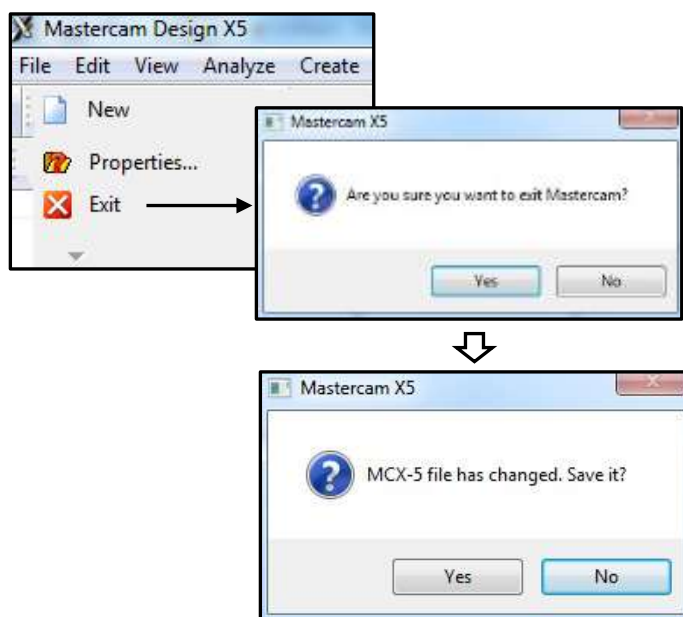 Mastercam Design X5
File Edit View Analyze Create
New
Properties...
Exit
Mastercam X5
Are you sure you want to exit Mastercam?
Yes No
Mastercam X5
MCX-5 file has changed. Save it?
Yes No